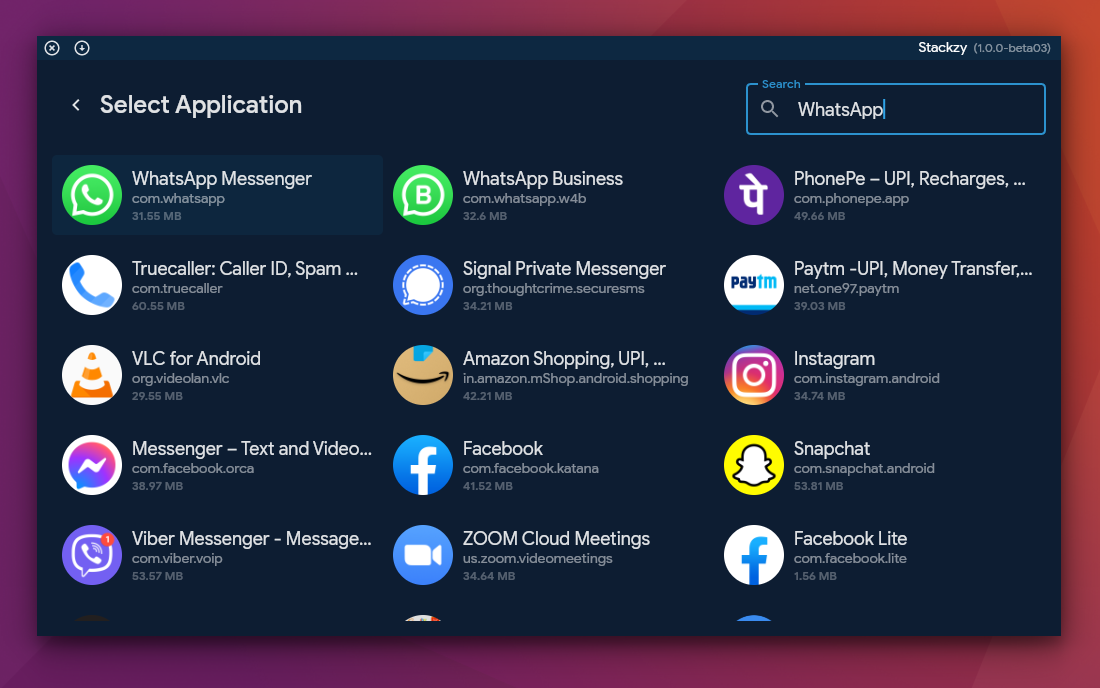 Stackzy (1.0.0-beta03)
Select Application
Search
WhatsApp
WhatsApp Messenger
com.whatsapp
31.55 MB
B
WhatsApp Business
com.whatsapp.w4b
32.6 MB
पे
PhonePe – UPI, Recharges, ...
com.phonepe.app
49.66 MB
Truecaller: Caller ID, Spam ...
com.truecaller
60.55 MB
Signal Private Messenger
org.thoughtcrime.securesms
34.21 MB
paytm
Paytm -UPI, Money Transfer,...
net.one97.paytm
39.03 MB
VLC for Android
org.videolan.vlc
29.55 MB
Amazon Shopping, UPI, ...
in.amazon.mShop.android.shopping
42.21 MB
Instagram
com.instagram.android
34.74 MB
Messenger – Text and Video...
com.facebook.orca
38.97 MB
f
Facebook
com.facebook.katana
41.52 MB
Snapchat
com.snapchat.android
53.81 MB
1
Viber Messenger - Message...
com.viber.voip
53.57 MB
ZOOM Cloud Meetings
us.zoom.videomeetings
34.64 MB
f
Facebook Lite
com.facebook.lite
1.56 MB